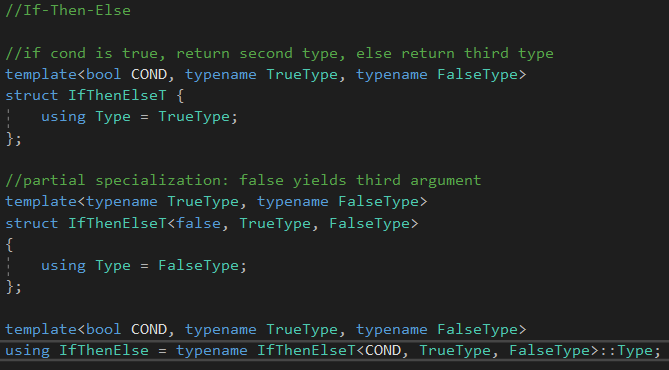 //If-Then-Else
//if cond is true, return second type, else return third type
template<bool COND, typename TrueType, typename FalseType>
struct IfThenElseT {
    using Type = TrueType;
};
//partial specialization: false yields third argument
template<typename TrueType, typename FalseType>
struct IfThenElseT<false, TrueType, FalseType>
{
    using Type = FalseType;
};
template<bool COND, typename TrueType, typename FalseType>
using IfThenElse = typename IfThenElseT<COND, TrueType, FalseType>::Type;